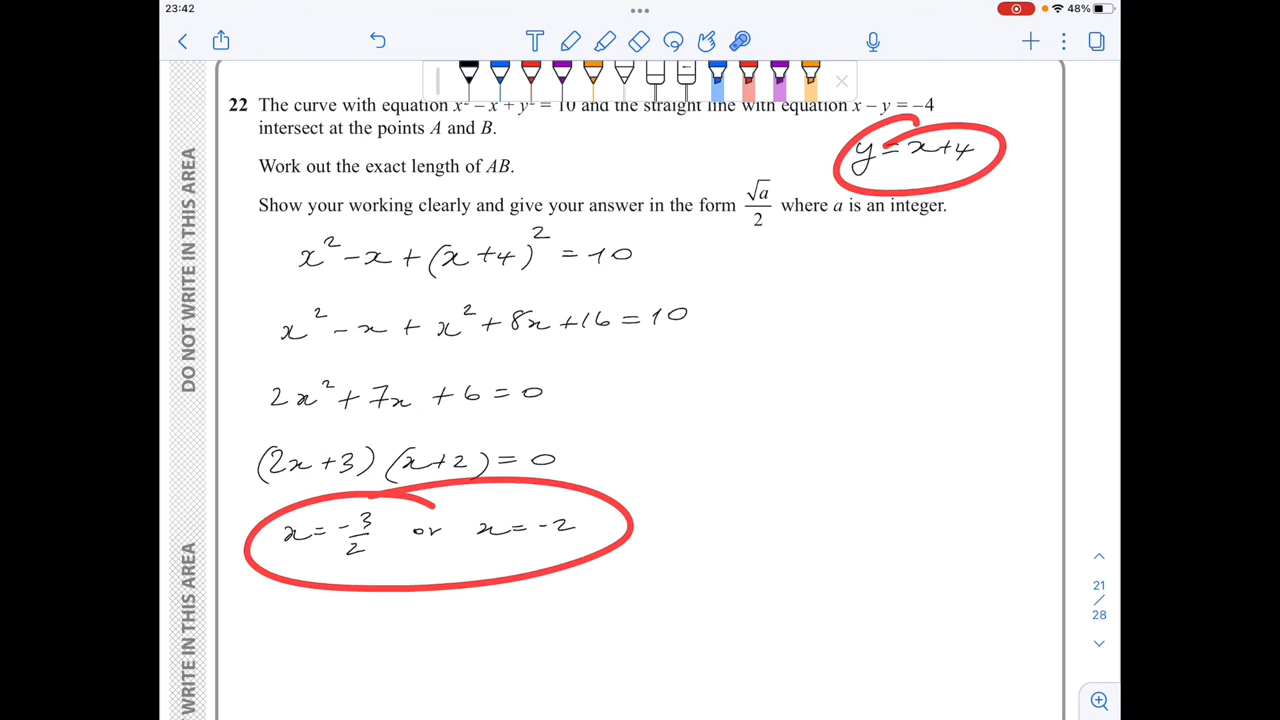 23:42
48%
22 The curve with equation x² – x + y² = 10 and the straight line with equation x – y = –4
intersect at the points A and B.
y = x+4
Work out the exact length of AB.
Show your working clearly and give your answer in the form √a/2 where a is an integer.
x² - x + (x+4)² = 10
x² - x + x² + 8x + 16 = 10
2x² + 7x + 6 = 0
(2x+3) (x+2) = 0
x = -3/2 or x = -2
DO NOT WRITE IN THIS AREA
WRITE IN THIS AREA
21
/
28